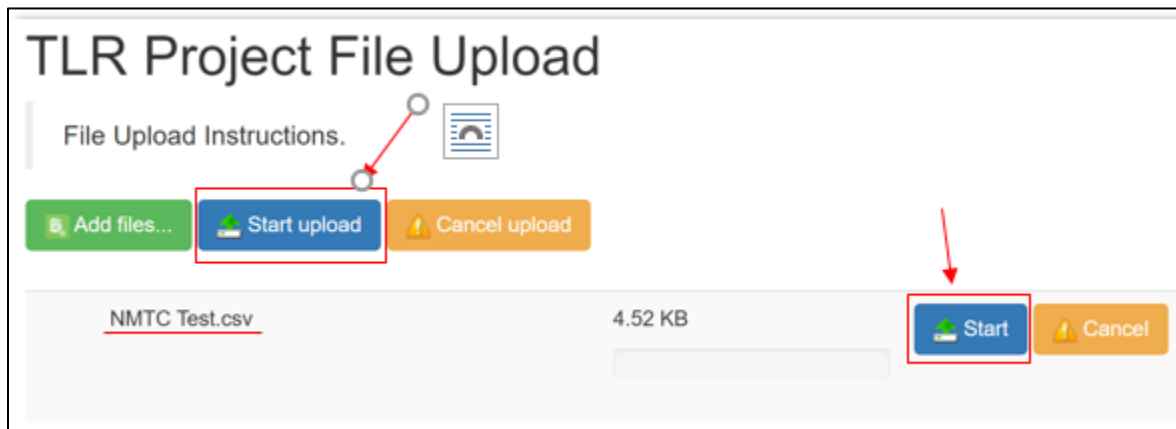 TLR Project File Upload
File Upload Instructions.
Add files... Start upload Cancel upload
NMTC Test.csv 4.52 KB Start Cancel